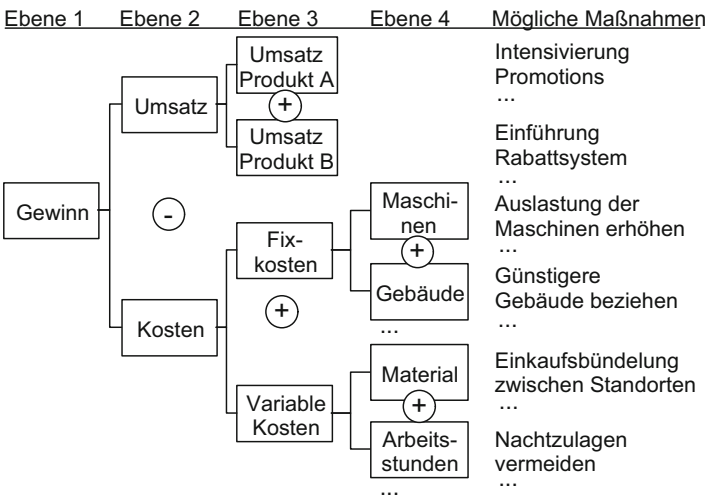 Ebene 1 Ebene 2 Ebene 3 Ebene 4 Mögliche Maßnahmen
Gewinn
Umsatz
-
Kosten
Umsatz
Produkt A
+
Umsatz
Produkt B
Fix-
kosten
+
Variable
Kosten
Maschi-
nen
+
Gebäude
...
Material
+
Arbeits-
stunden
...
Intensivierung
Promotions
...
Einführung
Rabattsystem
...
Auslastung der
Maschinen erhöhen
...
Günstigere
Gebäude beziehen
...
Einkaufsbündelung
zwischen Standorten
...
Nachtzulagen
vermeiden
...